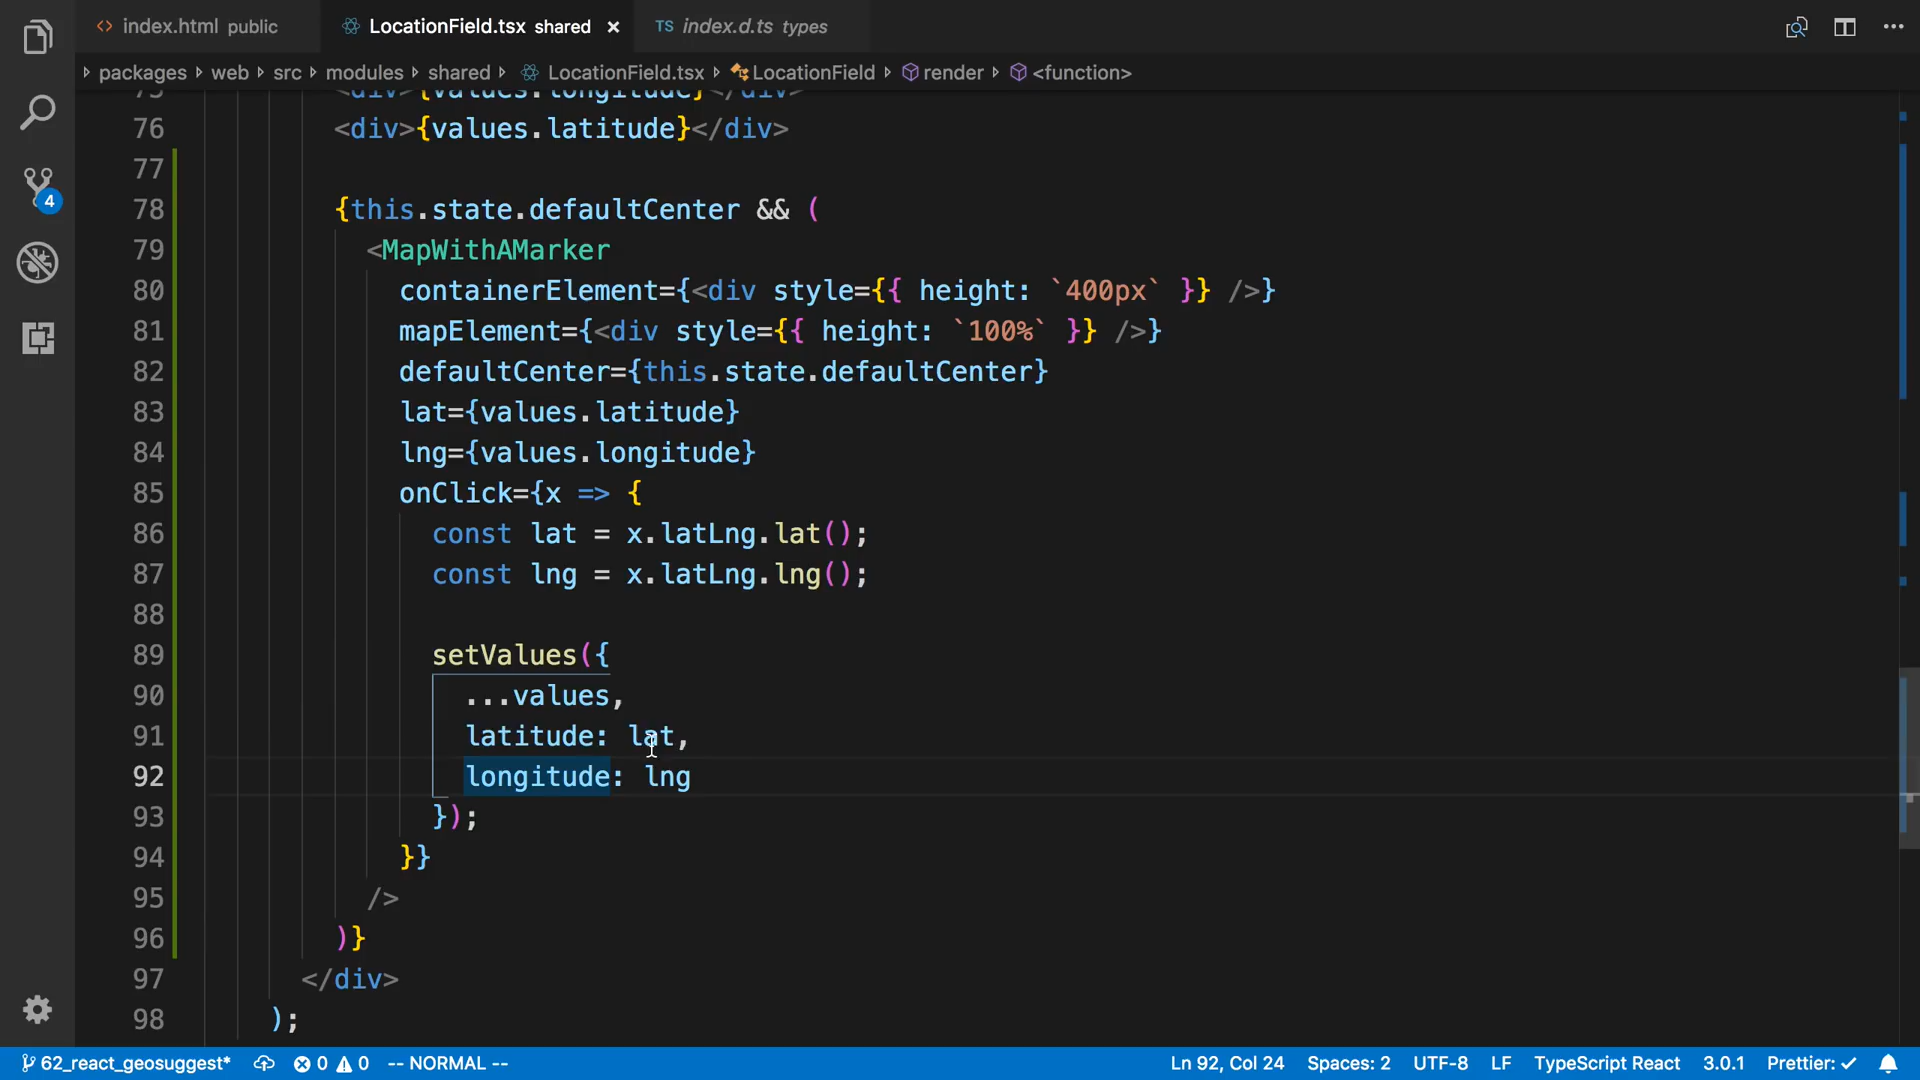 index.html public
LocationField.tsx shared ×
TS index.d.ts types
packages › web › src › modules › shared › LocationField.tsx › LocationField › render › <function>
75 <div>{values.longitude}</div>
76 <div>{values.latitude}</div>
77
78 {this.state.defaultCenter && (
79 <MapWithAMarker
80 containerElement={<div style={{ height: `400px` }} />}
81 mapElement={<div style={{ height: `100%` }} />}
82 defaultCenter={this.state.defaultCenter}
83 lat={values.latitude}
84 lng={values.longitude}
85 onClick={x => {
86 const lat = x.latLng.lat();
87 const lng = x.latLng.lng();
88
89 setValues({
90 ...values,
91 latitude: lat,
92 longitude: lng
93 });
94 }}
95 />
96 )}
97 </div>
98 );
4
62_react_geosuggest* 0 0 -- NORMAL -- Ln 92, Col 24 Spaces: 2 UTF-8 LF TypeScript React 3.0.1 Prettier: ✓